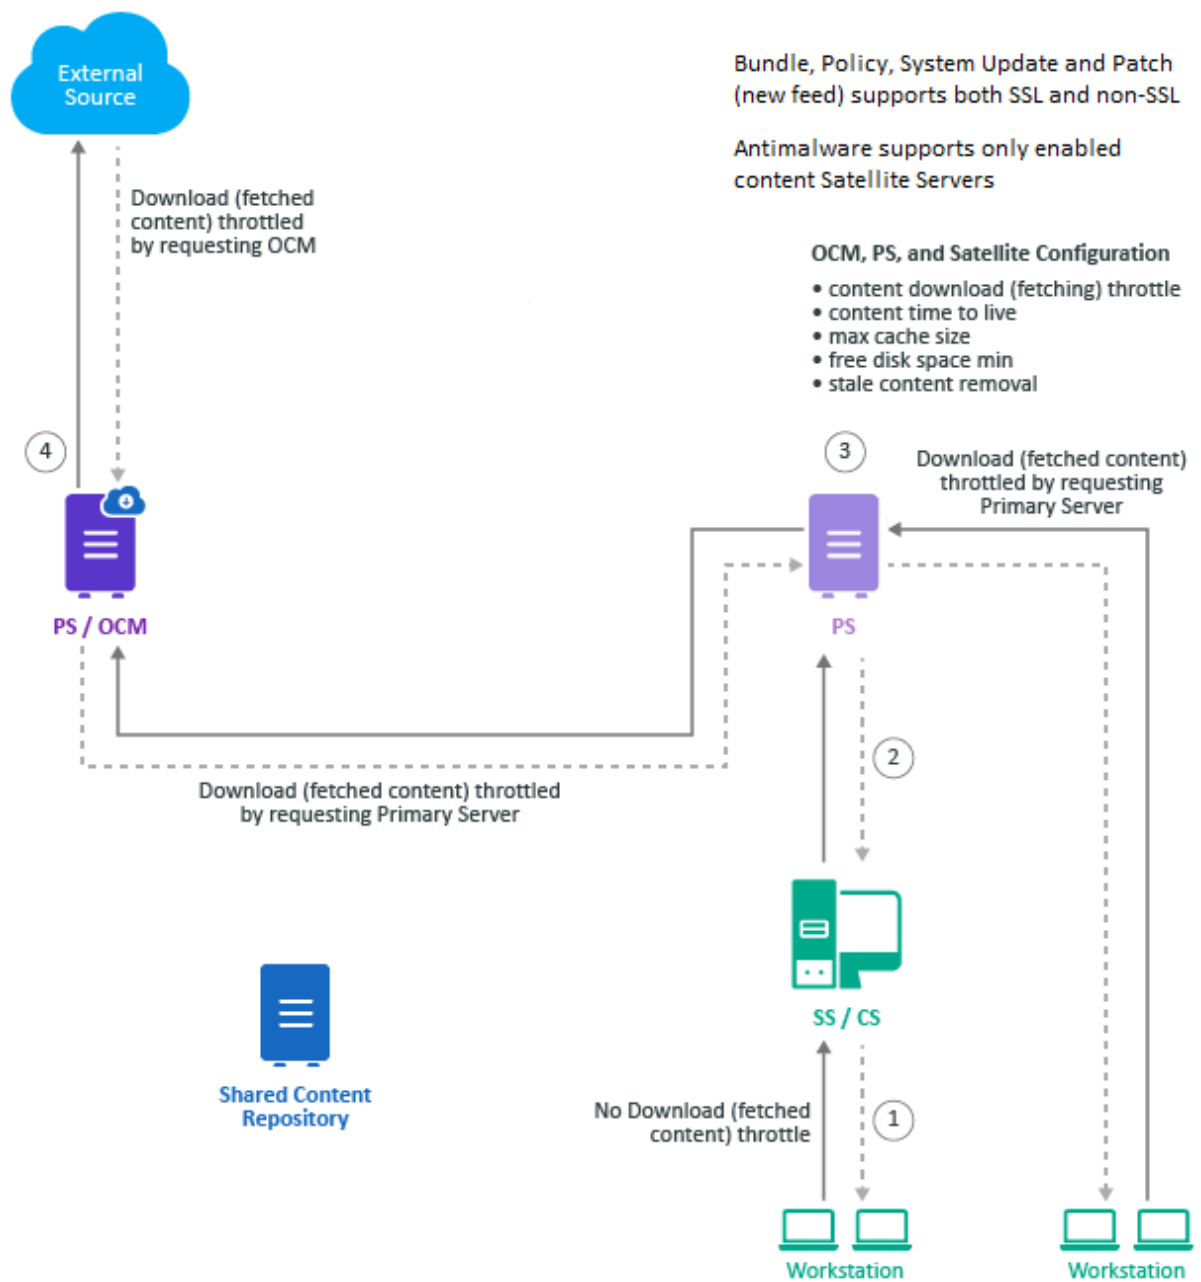 External
Source
Bundle, Policy, System Update and Patch
(new feed) supports both SSL and non-SSL
Antimalware supports only enabled
content Satellite Servers
Download (fetched
content) throttled
by requesting OCM
OCM, PS, and Satellite Configuration
• content download (fetching) throttle
• content time to live
• max cache size
• free disk space min
• stale content removal
4
3
Download (fetched content)
throttled by requesting
Primary Server
PS / OCM
PS
2
Download (fetched content) throttled
by requesting Primary Server
SS / CS
Shared Content
Repository
No Download (fetched
content) throttle
1
Workstation
Workstation